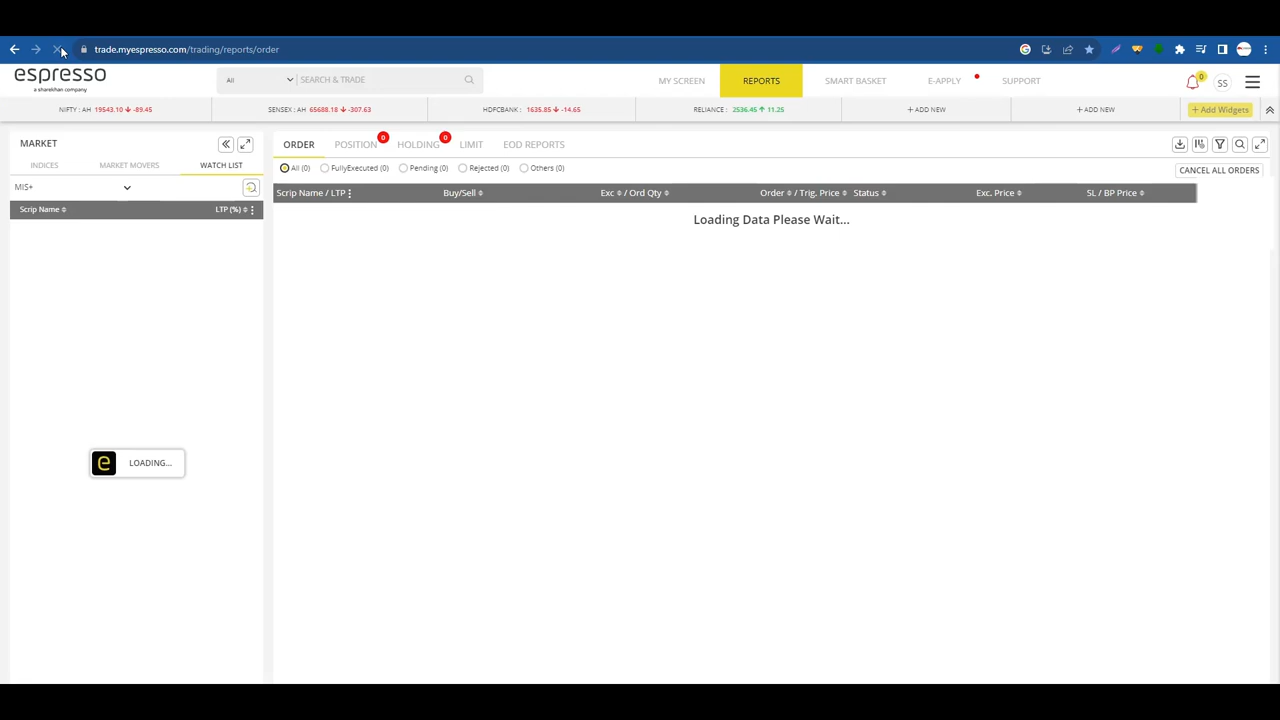 trade.myespresso.com/trading/reports/order
espresso
a sharekhan company
All
SEARCH & TRADE
MY SCREEN
REPORTS
SMART BASKET
E-APPLY
SUPPORT
0
SS
NIFTY : AH 19543.10 -89.45
SENSEX : AH 65688.18 -307.63
HDFCBANK : 1635.85 -14.65
RELIANCE : 2536.45 11.25
+ ADD NEW
+ ADD NEW
+ Add Widgets
MARKET
INDICES
MARKET MOVERS
WATCH LIST
MIS+
Scrip Name
LTP (%)
e LOADING...
ORDER
POSITION 0
HOLDING 0
LIMIT
EOD REPORTS
All (0)
FullyExecuted (0)
Pending (0)
Rejected (0)
Others (0)
CANCEL ALL ORDERS
Scrip Name / LTP
Buy/Sell
Exc / Ord Qty
Order / Trig. Price
Status
Exc. Price
SL / BP Price
Loading Data Please Wait...